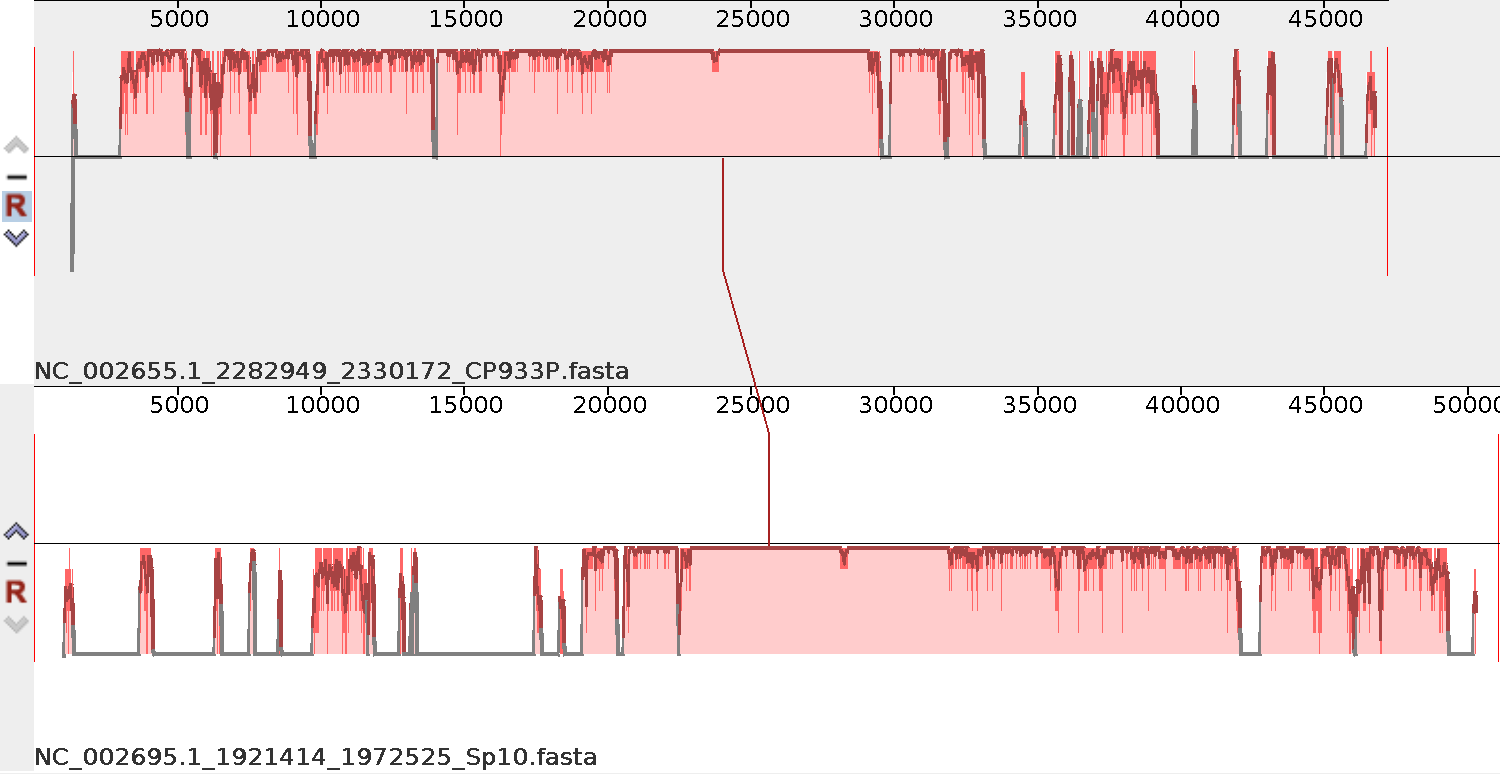 5000 10000 15000 20000 25000 30000 35000 40000 45000
R
NC_002655.1_2282949_2330172_CP933P.fasta
5000 10000 15000 20000 25000 30000 35000 40000 45000 50000
R
NC_002695.1_1921414_1972525_Sp10.fasta